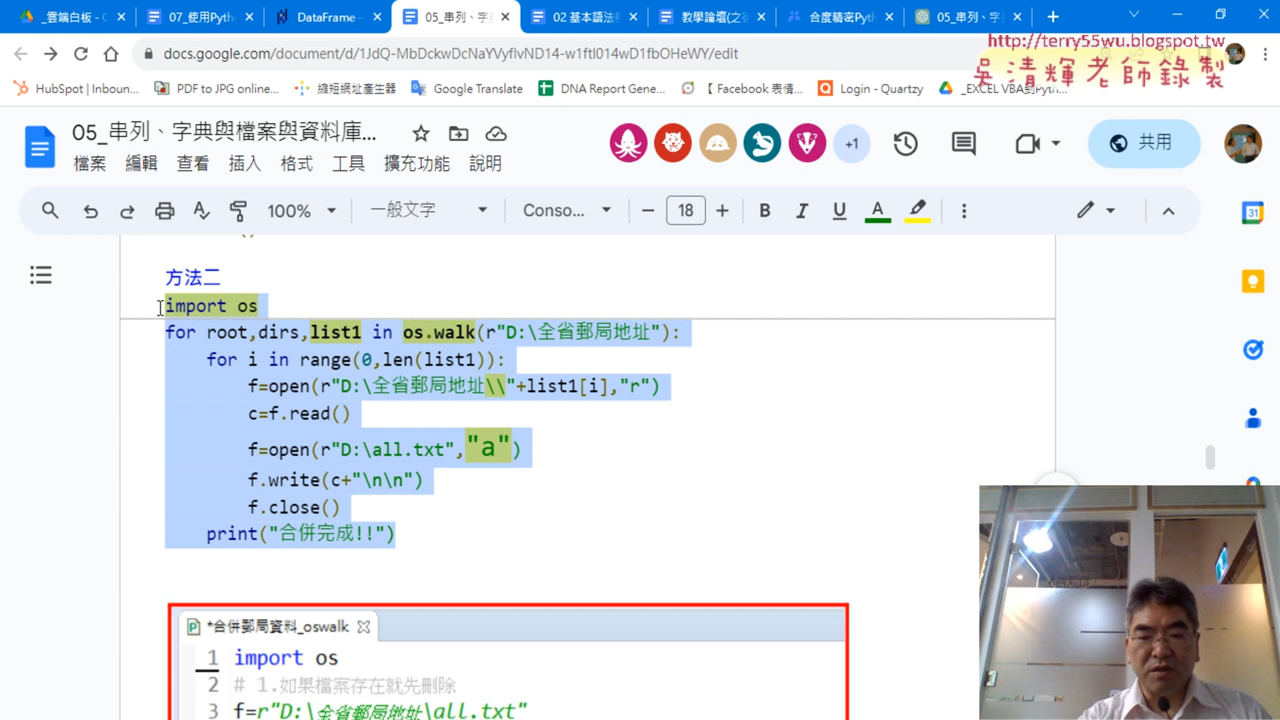 _雲端白板 - G
07_使用Pyth
DataFrame –
05_串列、字典
02 基本語法
教學論壇(之
合度精密Pyth
05_串列、字
docs.google.com/document/d/1JdQ-MbDckwDcNaYVyhvND14-w1ftI014wD1fbOHeWY/edit
http://terry55wu.blogspot.tw
吳清輝老師錄製
HubSpot | Inboun...
PDF to JPG online...
縮短網址產生器
Google Translate
DNA Report Gene...
【 Facebook 表情...
Login - Quartzy
_EXCEL VBA到Pyth...
05_串列、字典與檔案與資料庫...
+1
共用
檔案 編輯 查看 插入 格式 工具 擴充功能 說明
100%
一般文字
Conso...
18
B I U A
31
方法二
import os
for root,dirs,list1 in os.walk(r"D:\全省郵局地址"):
for i in range(0,len(list1)):
f=open(r"D:\全省郵局地址\\"+list1[i],"r")
c=f.read()
f=open(r"D:\all.txt","a")
f.write(c+"\n\n")
f.close()
print("合併完成!!")
*合併郵局資料_oswalk
1 import os
2 # 1.如果檔案存在就先刪除
3 f=r"D:\全省郵局地址\all.txt"